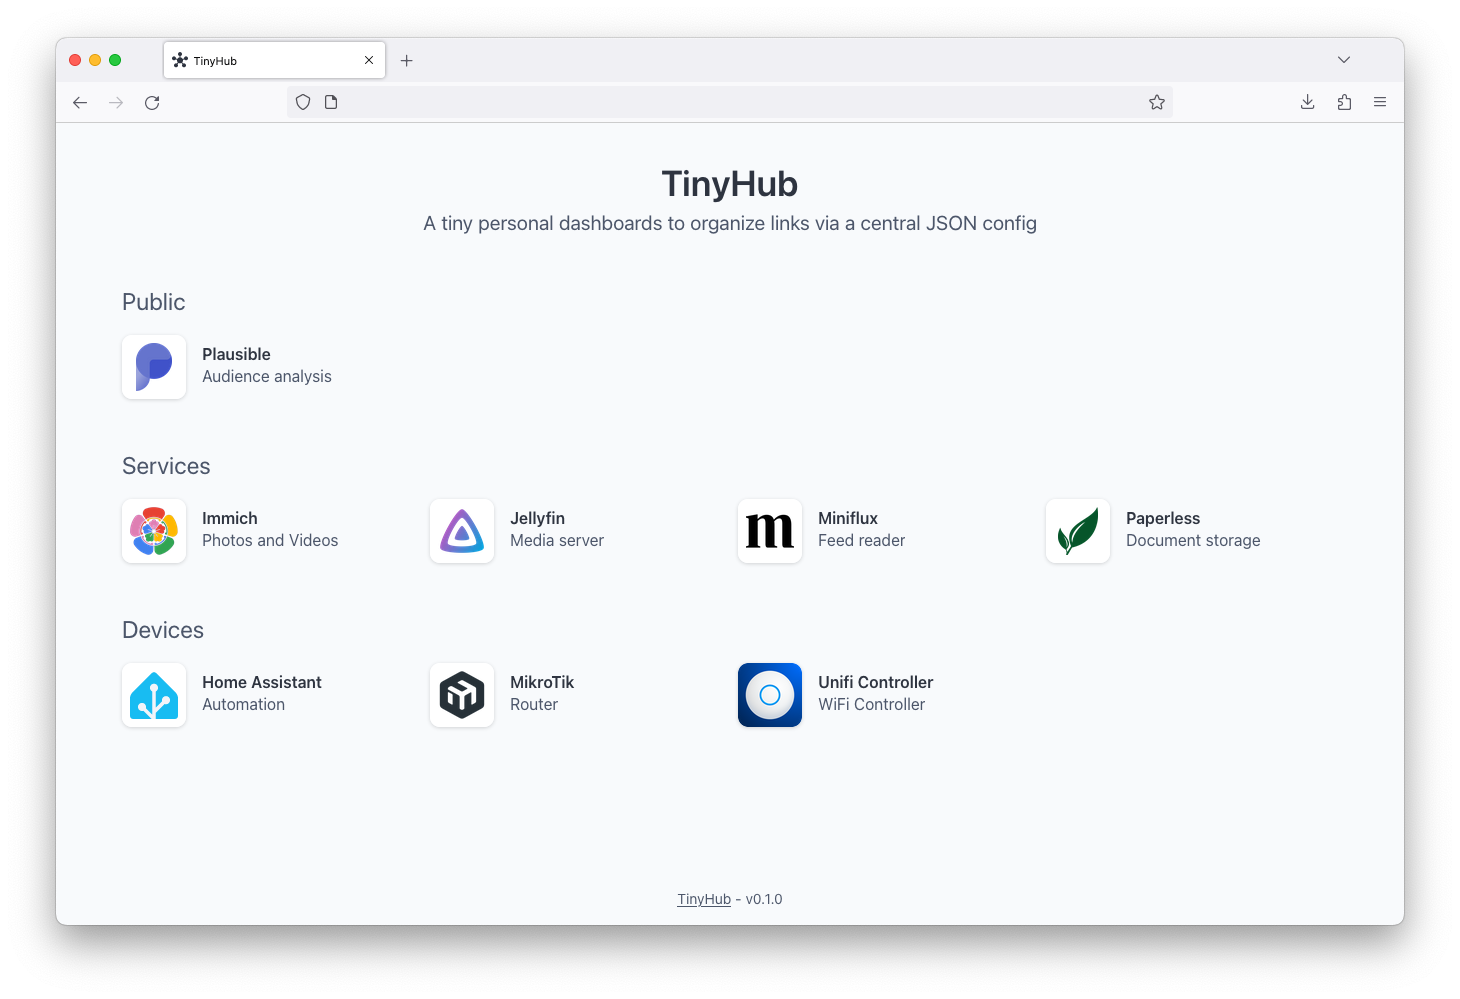 TinyHub
TinyHub
A tiny personal dashboards to organize links via a central JSON config
Public
Plausible
Audience analysis
Services
Immich
Photos and Videos
Jellyfin
Media server
m
Miniflux
Feed reader
Paperless
Document storage
Devices
Home Assistant
Automation
MikroTik
Router
Unifi Controller
WiFi Controller
TinyHub - v0.1.0